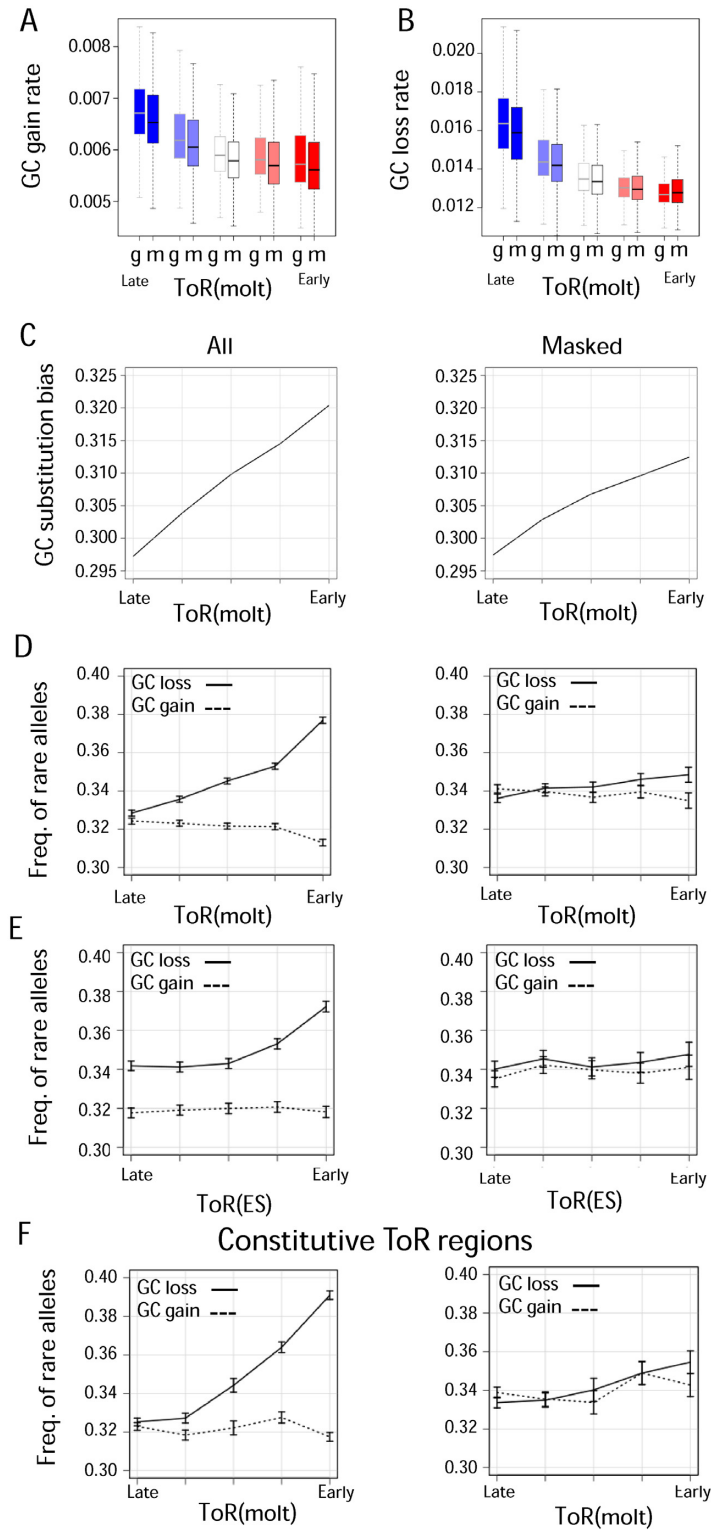 A
B
GC gain rate
0.008
0.007
0.006
0.005
g m g m g m g m g m
Late
Early
ToR(molt)
GC loss rate
0.020
0.018
0.016
0.014
0.012
g m g m g m g m g m
Late
Early
ToR(molt)
C
All
Masked
GC substitution bias
0.325
0.320
0.315
0.310
0.305
0.300
0.295
Late
Early
ToR(molt)
0.325
0.320
0.315
0.310
0.305
0.300
0.295
Late
Early
ToR(molt)
D
Freq. of rare alleles
0.40
0.38
0.36
0.34
0.32
0.30
GC loss
GC gain
Late
Early
ToR(molt)
0.40
0.38
0.36
0.34
0.32
0.30
GC loss
GC gain
Late
Early
ToR(molt)
E
Freq. of rare alleles
0.40
0.38
0.36
0.34
0.32
0.30
GC loss
GC gain
Late
Early
ToR(ES)
0.40
0.38
0.36
0.34
0.32
0.30
GC loss
GC gain
Late
Early
ToR(ES)
F
Constitutive ToR regions
Freq. of rare alleles
0.40
0.38
0.36
0.34
0.32
0.30
GC loss
GC gain
Late
Early
ToR(molt)
0.40
0.38
0.36
0.34
0.32
0.30
GC loss
GC gain
Late
Early
ToR(molt)